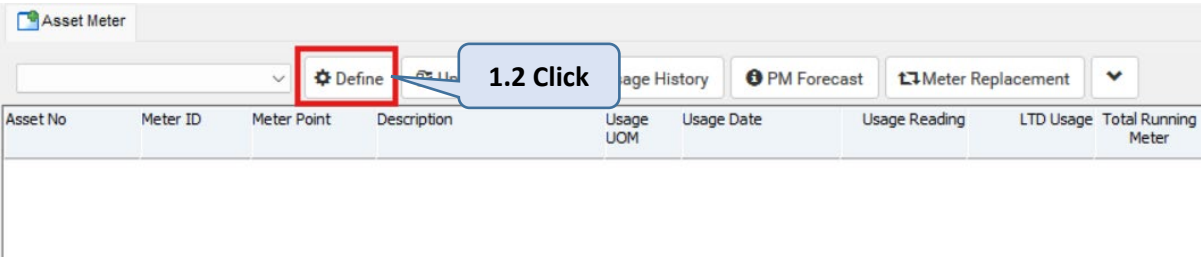 Asset Meter
Define 1.2 Click sage History PM Forecast Meter Replacement
Asset No Meter ID Meter Point Description Usage UOM Usage Date Usage Reading LTD Usage Total Running Meter